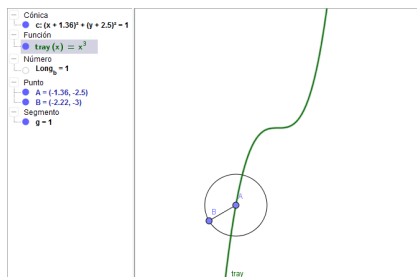 Cónica
c: (x + 1.36)² + (y + 2.5)² = 1
Función
tray(x) = x³
Número
Long_b = 1
Punto
A = (-1.36, -2.5)
B = (-2.22, -3)
Segmento
g = 1
A
B
tray